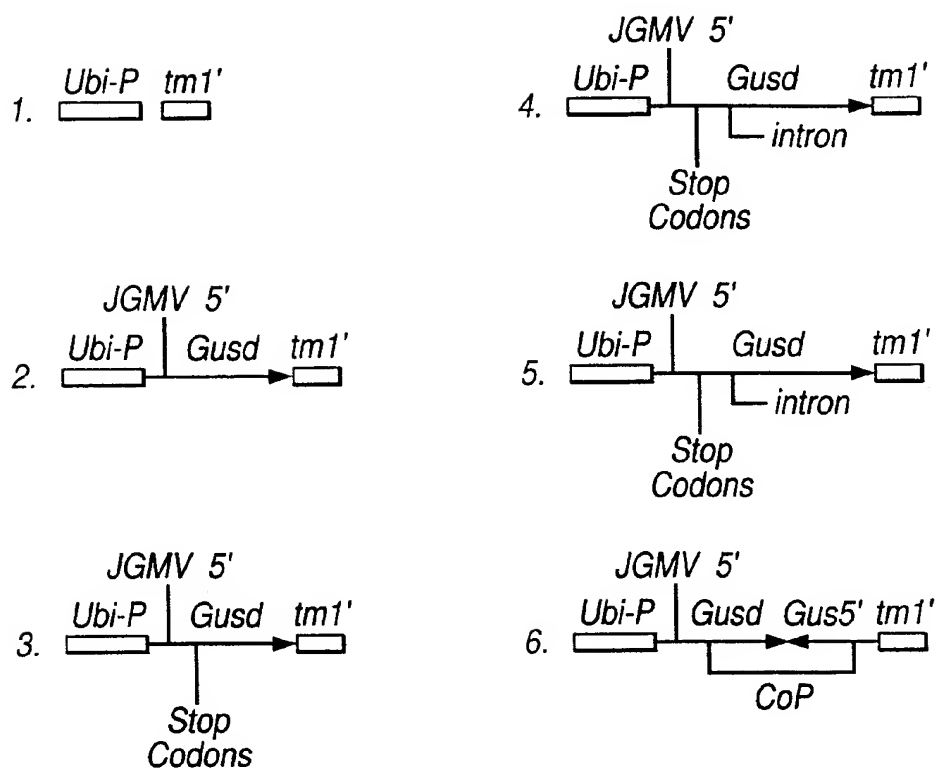 Ubi-P tm1'
1.
JGMV 5'
Ubi-P Gusd tm1'
2.
JGMV 5'
Ubi-P Gusd tm1'
3.
Stop
Codons
JGMV 5'
Ubi-P Gusd tm1'
4.
intron
Stop
Codons
JGMV 5'
Ubi-P Gusd tm1'
5.
intron
Stop
Codons
JGMV 5'
Ubi-P Gusd Gus5' tm1'
6.
CoP